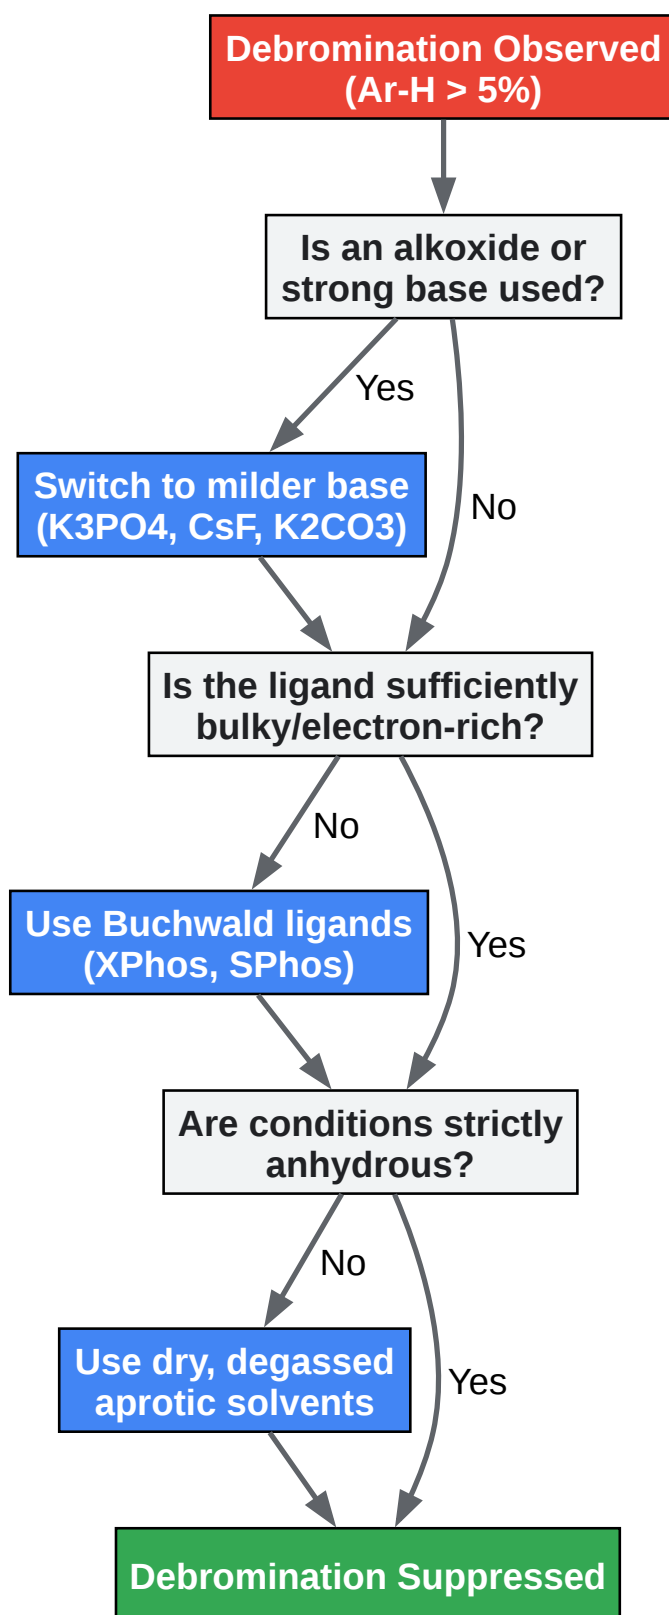 Debromination Observed
(Ar-H > 5%)
Is an alkoxide or
strong base used?
Yes
Switch to milder base
(K3PO4, CsF, K2CO3)
No
Is the ligand sufficiently
bulky/electron-rich?
No
Use Buchwald ligands
(XPhos, SPhos)
Yes
Are conditions strictly
anhydrous?
No
Use dry, degassed
aprotic solvents
Yes
Debromination Suppressed